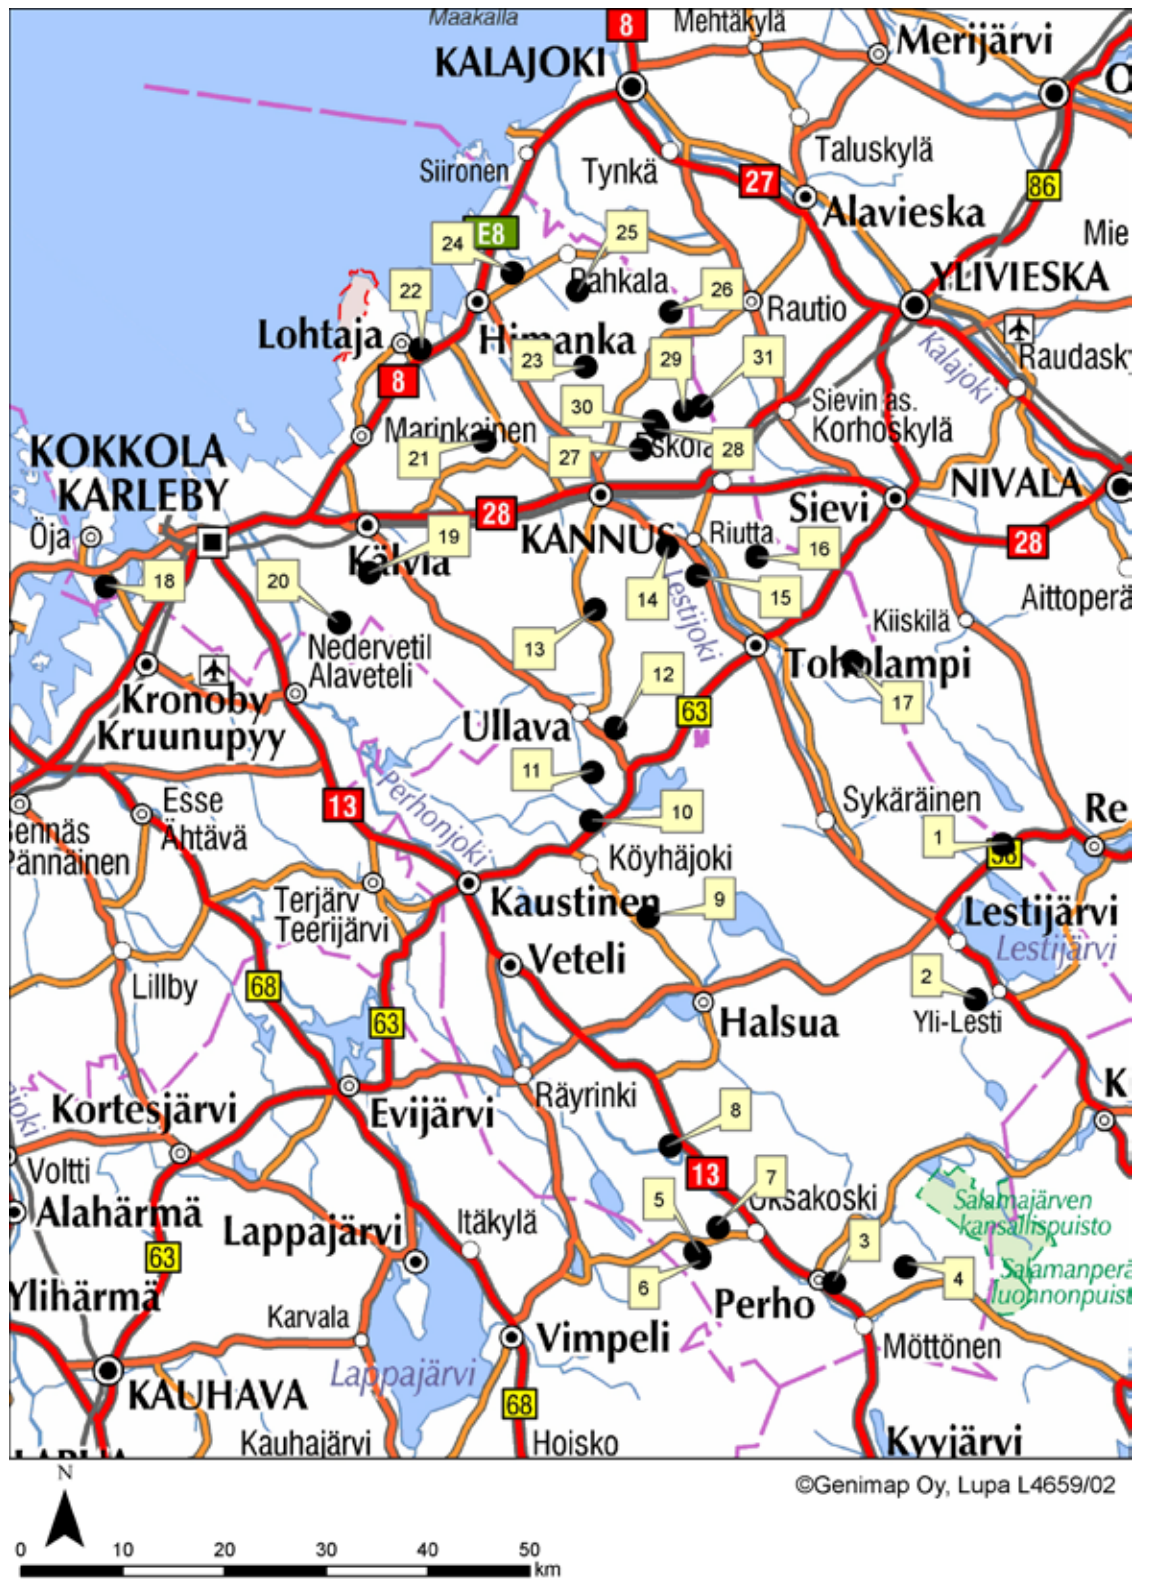 Maakalla
8
Mehtäkylä
Merijärvi
KALAJOKI
Taluskylä
Siironen
Tynkä
27
86
Alavieska
Mie
24
E8
25
YLIVIESKA
22
Pahkala
26
Rautio
Lohtaja
Himanka
Raudasky
Kalajoki
23
29
31
8
Sievin as.
Korhoskylä
30
Marinkainen
21
27
Eskola
28
KOKKOLA
KARLEBY
NIVALA
Sievi
28
Öja
19
KANNUS
Riutta
16
28
Kälviä
18
20
14
15
Aittoperä
Lestijoki
Kiiskilä
13
Nedervetil
Alaveteli
12
Toholampi
Kronoby
Kruunupyy
Ullava
63
17
11
Perhonjoki
Esse
Ähtävä
13
10
Sykäräinen
1
58
Re
Köyhäjoki
Terjärv
Teerijärvi
Kaustinen
9
Lestijärvi
Lestijärvi
Veteli
Lillby
68
2
63
Yli-Lesti
Halsua
Kortesjärvi
Evijärvi
Räyrinki
8
Voltti
13
7
Alahärmä
5
Salamajärven
kansallispuisto
Lappajärvi
Itäkylä
3
63
6
4
Ylihärmä
Perho
Karvala
Vimpeli
Möttönen
Lappajärvi
KAUHAVA
68
Kauhajärvi
Hoisko
Kyyjärvi
©Genimap Oy, Lupa L4659/02
N
0 10 20 30 40 50
km